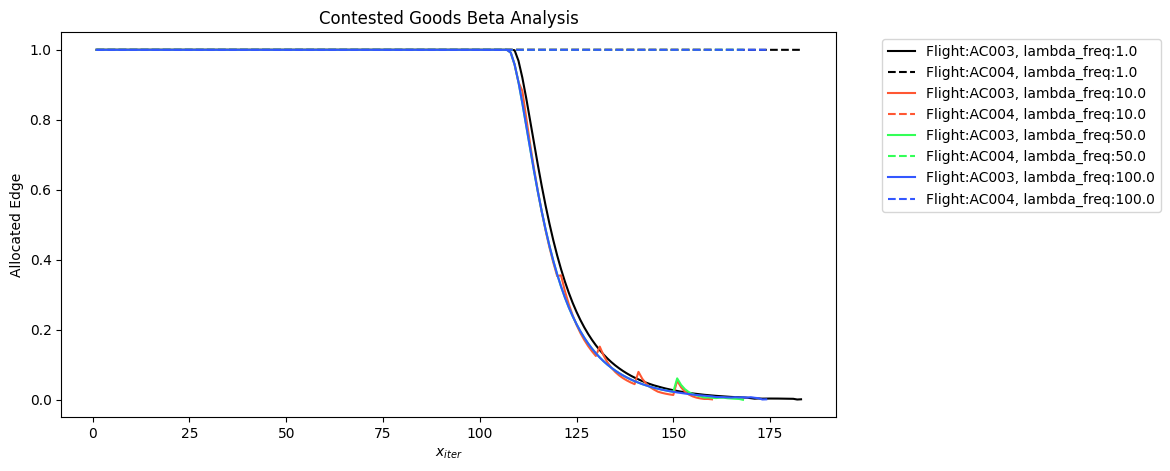 Contested Goods Beta Analysis
Allocated Edge
1.0
0.8
0.6
0.4
0.2
0.0
0
25
50
75
100
125
150
175
x_iter
Flight:AC003, lambda_freq:1.0
Flight:AC004, lambda_freq:1.0
Flight:AC003, lambda_freq:10.0
Flight:AC004, lambda_freq:10.0
Flight:AC003, lambda_freq:50.0
Flight:AC004, lambda_freq:50.0
Flight:AC003, lambda_freq:100.0
Flight:AC004, lambda_freq:100.0